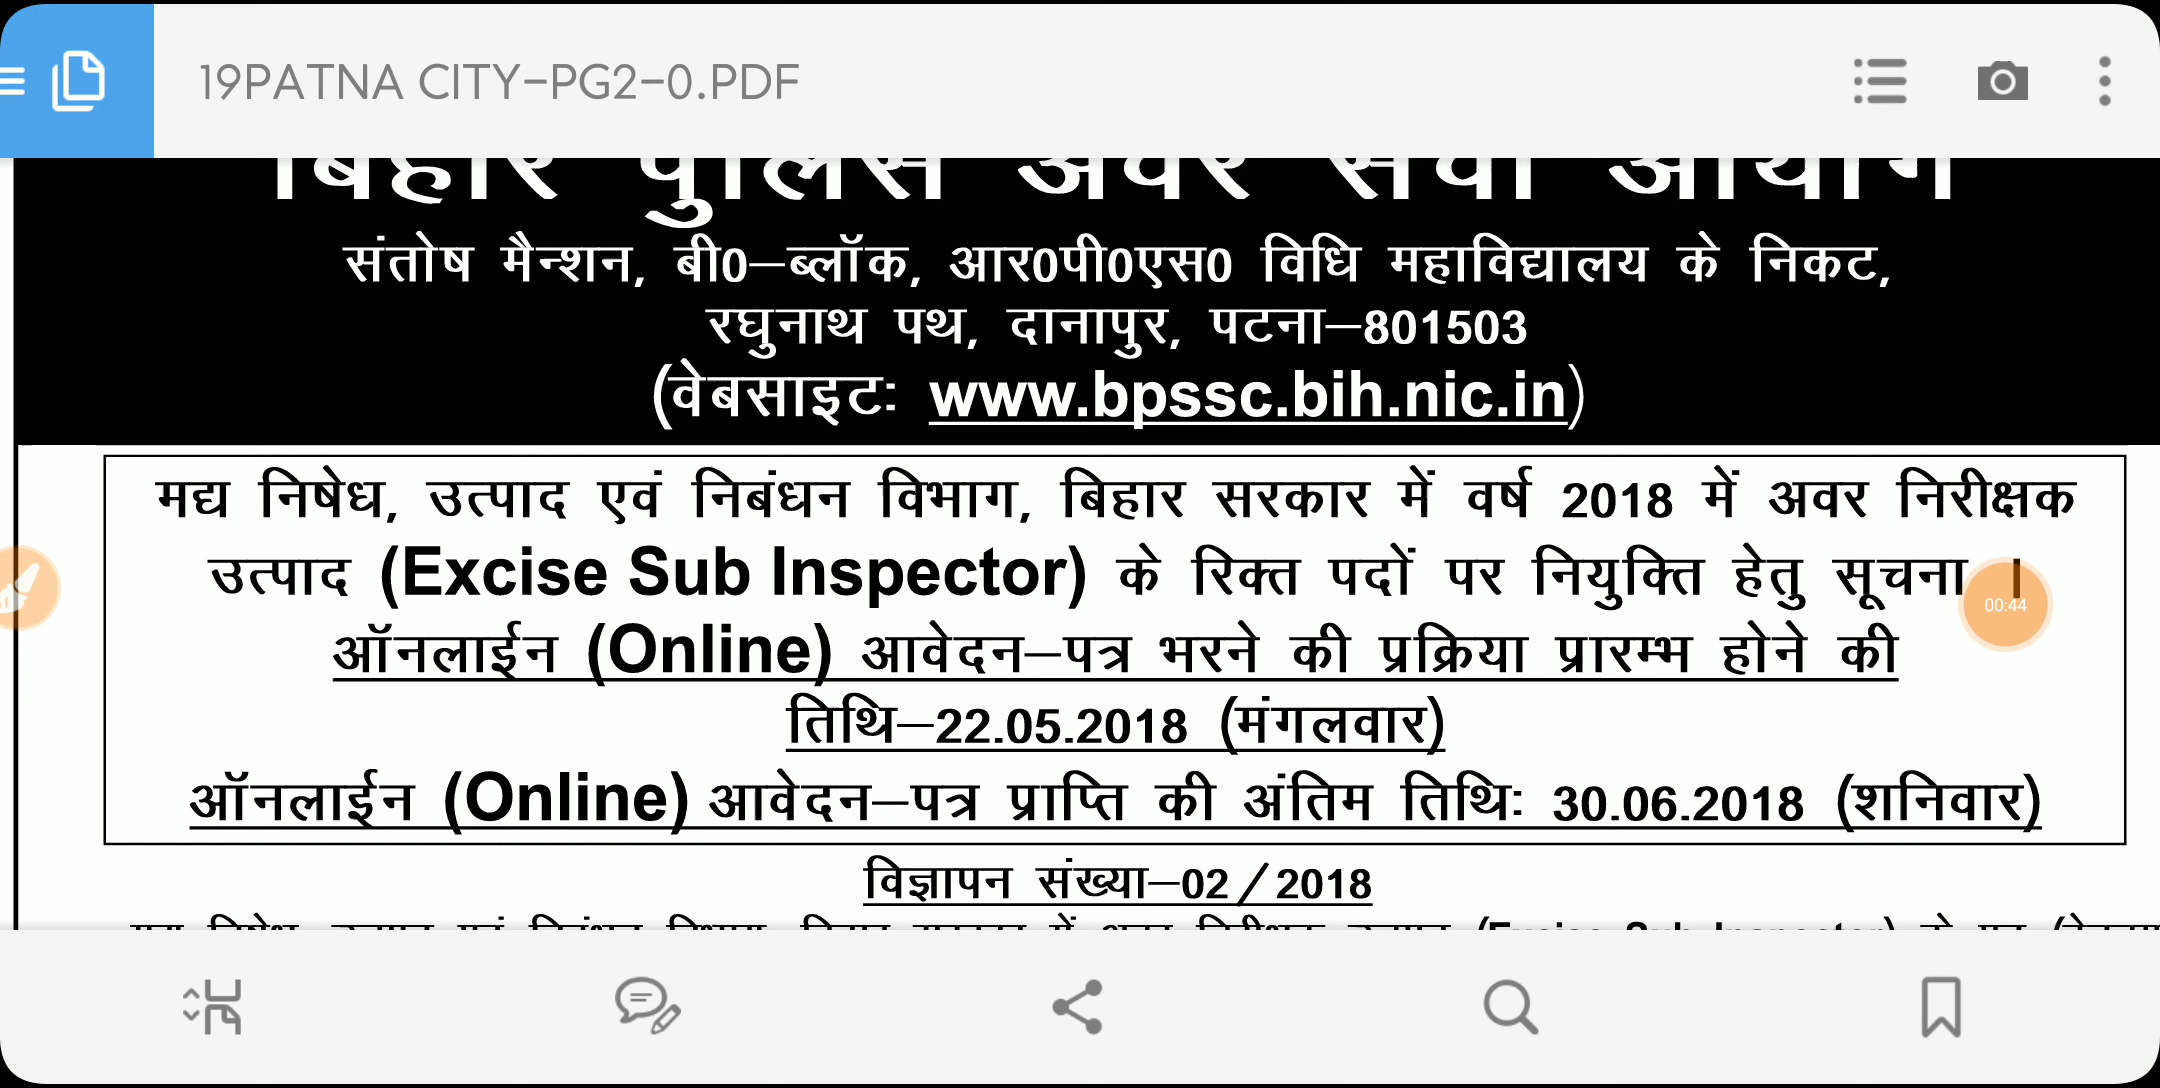 19PATNA CITY-PG2-0.PDF
बिहार पुलिस अवर सेवा आयोग
संतोष मैन्शन, बी0–ब्लॉक, आर0पी0एस0 विधि महाविद्यालय के निकट,
रघुनाथ पथ, दानापुर, पटना–801503
(वेबसाइटः www.bpssc.bih.nic.in)
मद्य निषेध, उत्पाद एवं निबंधन विभाग, बिहार सरकार में वर्ष 2018 में अवर निरीक्षक
उत्पाद (Excise Sub Inspector) के रिक्त पदों पर नियुक्ति हेतु सूचना ।
00:44
ऑनलाईन (Online) आवेदन–पत्र भरने की प्रक्रिया प्रारम्भ होने की
तिथि–22.05.2018 (मंगलवार)
ऑनलाईन (Online) आवेदन–पत्र प्राप्ति की अंतिम तिथिः 30.06.2018 (शनिवार)
विज्ञापन संख्या–02/2018